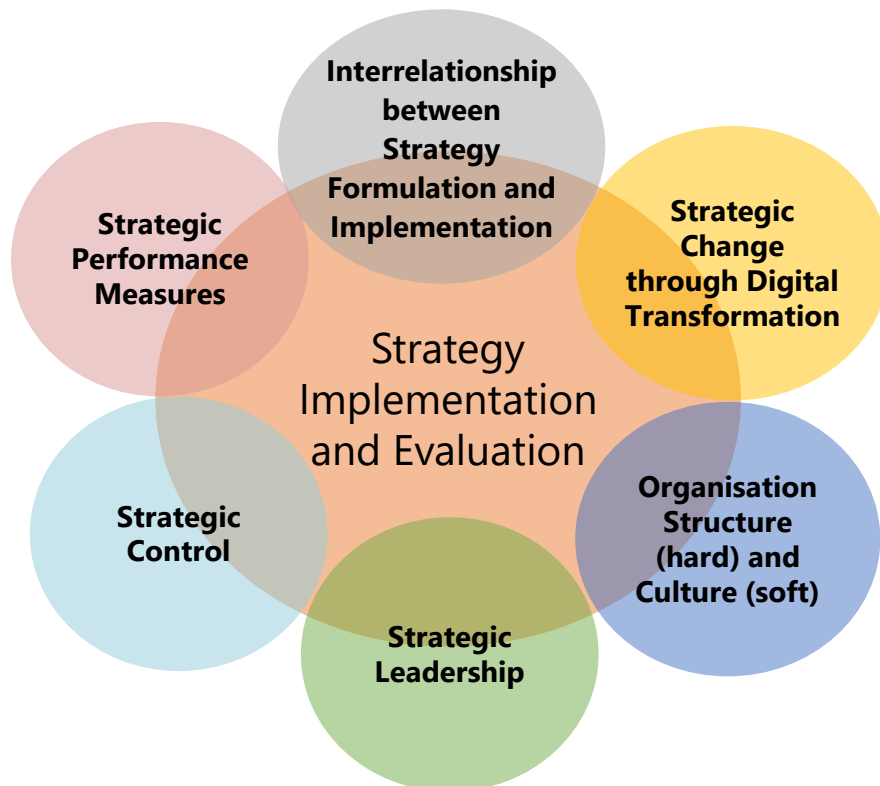 Interrelationship
between
Strategy
Formulation and
Implementation
Strategic
Change
through Digital
Transformation
Organisation
Structure
(hard) and
Culture (soft)
Strategic
Leadership
Strategic
Control
Strategic
Performance
Measures
Strategy
Implementation
and Evaluation